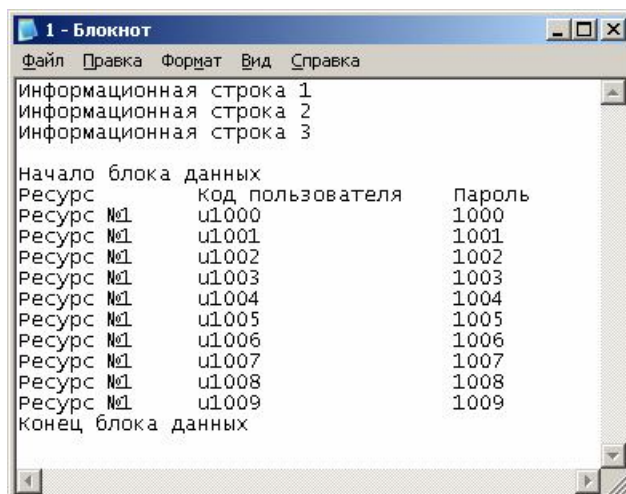 1 - Блокнот
Файл Правка Формат Вид Справка
Информационная строка 1
Информационная строка 2
Информационная строка 3
Начало блока данных
Ресурс Код пользователя Пароль
Ресурс №1 u1000 1000
Ресурс №1 u1001 1001
Ресурс №1 u1002 1002
Ресурс №1 u1003 1003
Ресурс №1 u1004 1004
Ресурс №1 u1005 1005
Ресурс №1 u1006 1006
Ресурс №1 u1007 1007
Ресурс №1 u1008 1008
Ресурс №1 u1009 1009
Конец блока данных